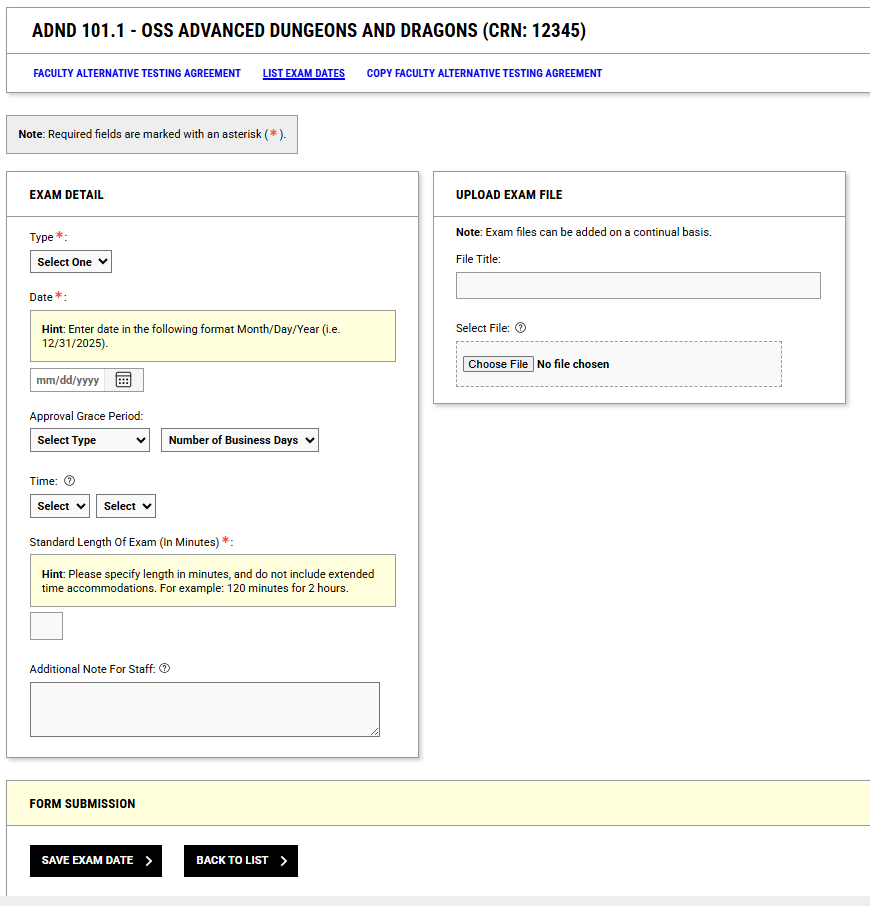 ADND 101.1 - OSS ADVANCED DUNGEONS AND DRAGONS (CRN: 12345)
FACULTY ALTERNATIVE TESTING AGREEMENT LIST EXAM DATES COPY FACULTY ALTERNATIVE TESTING AGREEMENT
Note: Required fields are marked with an asterisk (*).
EXAM DETAIL
Type *:
Select One
Date *:
Hint: Enter date in the following format Month/Day/Year (i.e.
12/31/2025).
mm/dd/yyyy
Approval Grace Period:
Select Type Number of Business Days
Time: ?
Select Select
Standard Length Of Exam (In Minutes) *:
Hint: Please specify length in minutes, and do not include extended
time accommodations. For example: 120 minutes for 2 hours.
Additional Note For Staff: ?
UPLOAD EXAM FILE
Note: Exam files can be added on a continual basis.
File Title:
Select File: ?
Choose File No file chosen
FORM SUBMISSION
SAVE EXAM DATE BACK TO LIST